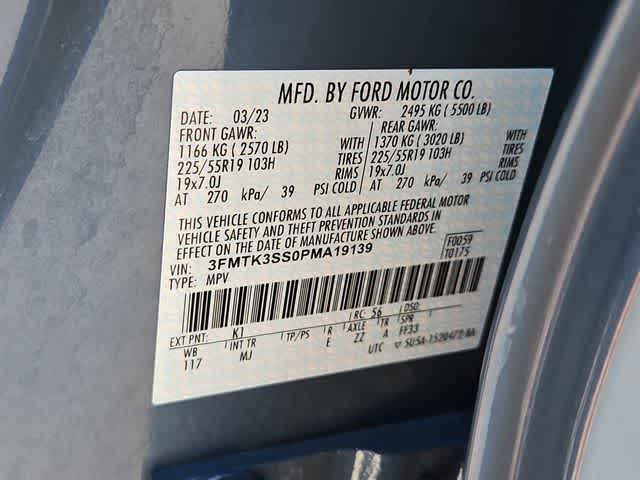 MFD. BY FORD MOTOR CO.
DATE: 03/23 GVWR: 2495 KG ( 5500 LB)
FRONT GAWR: REAR GAWR:
1166 KG ( 2570 LB) WITH 1370 KG ( 3020 LB) WITH
225/55R19 103H TIRES 225/55R19 103H TIRES
19x7.0J RIMS 19x7.0J RIMS
AT 270 kPa/ 39 PSI COLD AT 270 kPa/ 39 PSI COLD
THIS VEHICLE CONFORMS TO ALL APPLICABLE FEDERAL MOTOR
VEHICLE SAFETY AND THEFT PREVENTION STANDARDS IN
EFFECT ON THE DATE OF MANUFACTURE SHOWN ABOVE.
VIN: 3FMTK3SS0PMA19139 F0059
TYPE: MPV T0175
EXT PNT: K1 RC: 56 DSO:
WB INT TR TP/PS R AXLE TR SPR
117 MJ E ZZ A FF33
UTC